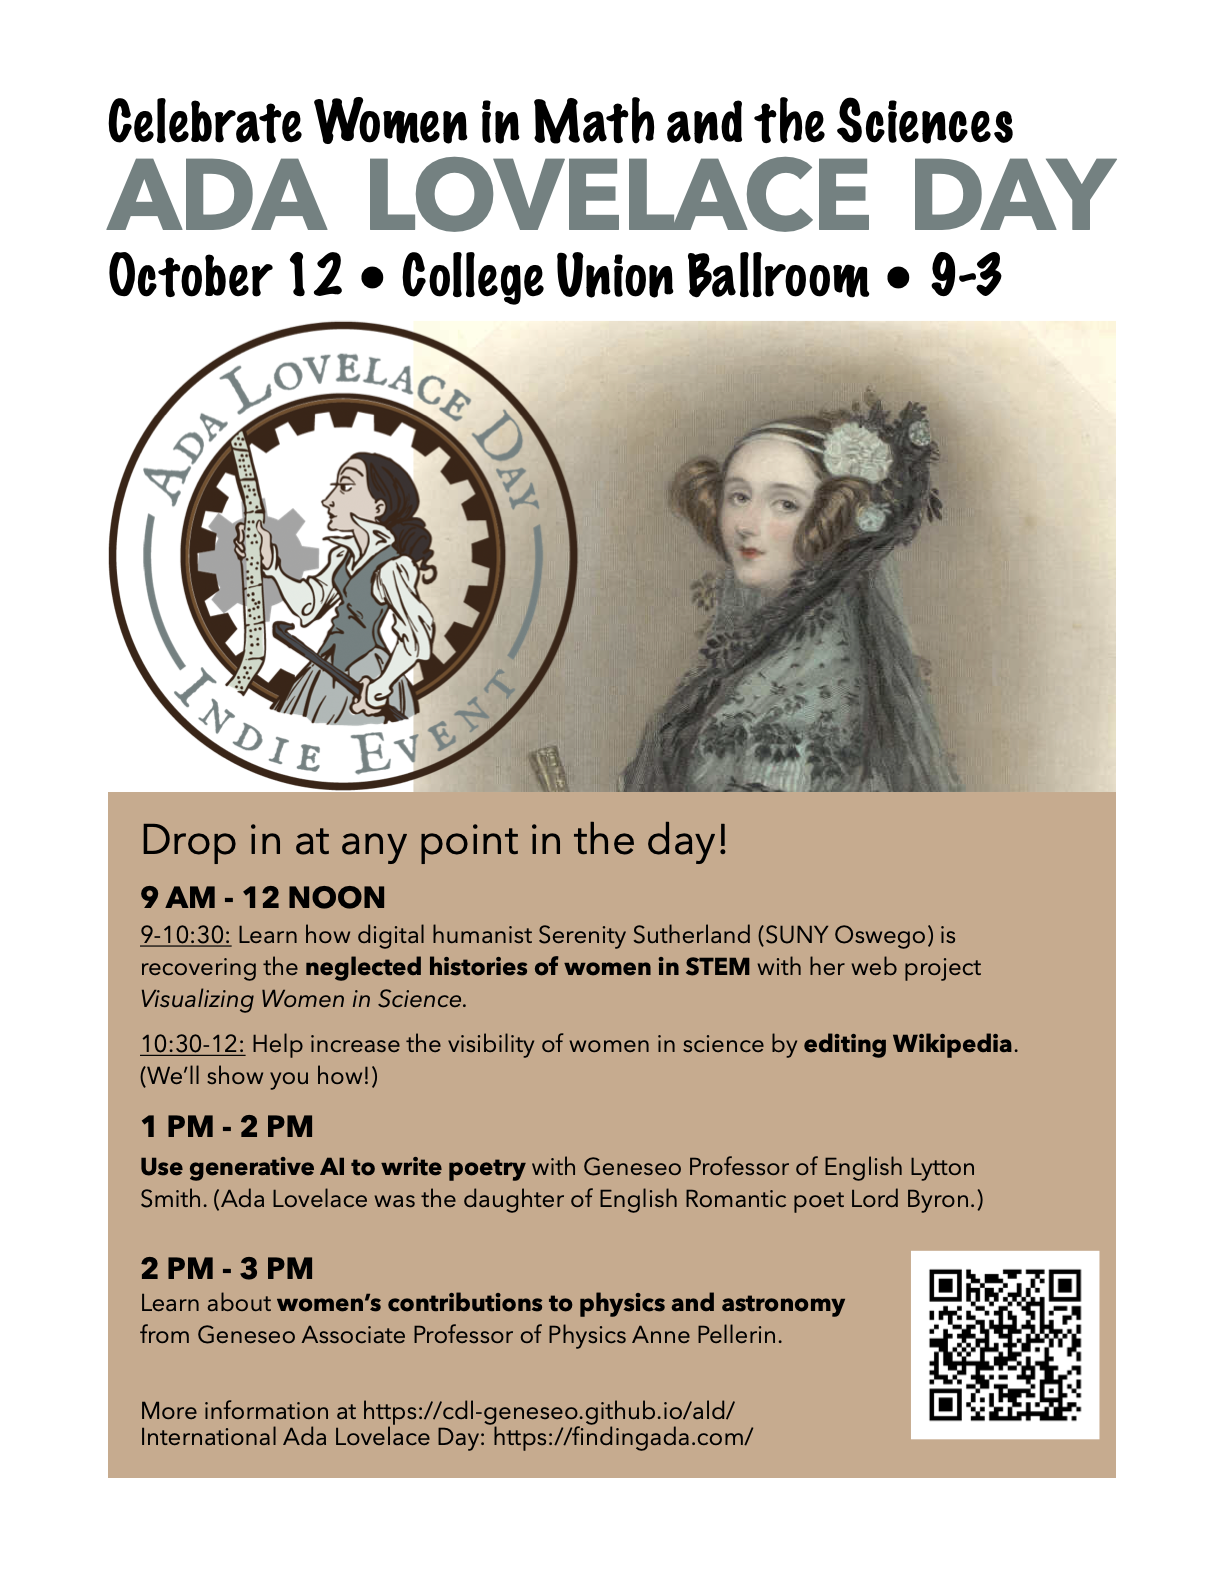 Celebrate Women in Math and the Sciences
ADA LOVELACE DAY
October 12 • College Union Ballroom • 9-3
ADA LOVELACE DAY
INDIE EVENT
Drop in at any point in the day!
9 AM - 12 NOON
9-10:30: Learn how digital humanist Serenity Sutherland (SUNY Oswego) is
recovering the neglected histories of women in STEM with her web project
Visualizing Women in Science.
10:30-12: Help increase the visibility of women in science by editing Wikipedia.
(We’ll show you how!)
1 PM - 2 PM
Use generative AI to write poetry with Geneseo Professor of English Lytton
Smith. (Ada Lovelace was the daughter of English Romantic poet Lord Byron.)
2 PM - 3 PM
Learn about women’s contributions to physics and astronomy
from Geneseo Associate Professor of Physics Anne Pellerin.
More information at https://cdl-geneseo.github.io/ald/
International Ada Lovelace Day: https://findingada.com/